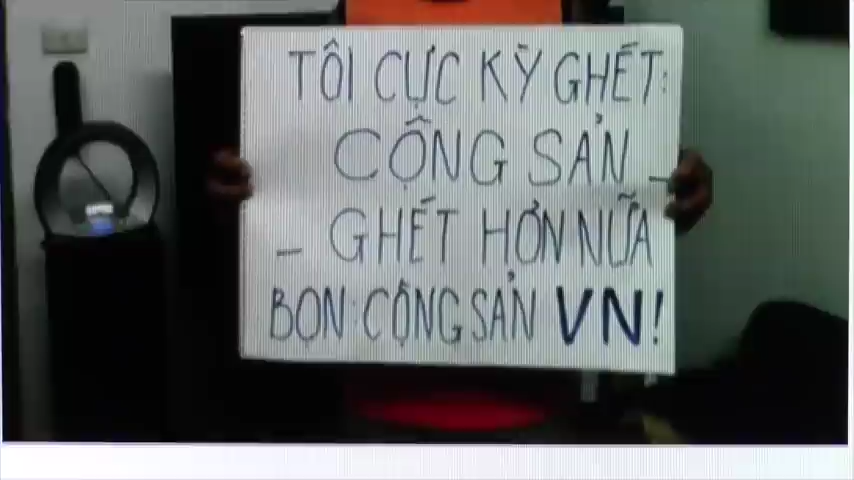 TÔI CỰC KỲ GHÉT:
CỘNG SẢN -
- GHÉT HƠN NỮA
BỌN: CỘNG SẢN VN!